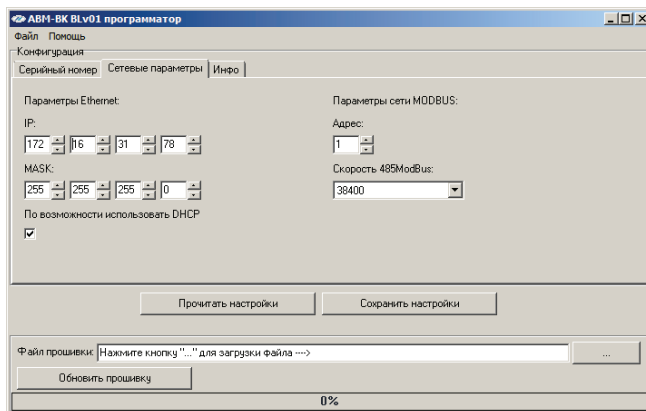 АВМ-ВК BLv01 программатор
Файл Помощь
Конфигурация
Серийный номер Сетевые параметры Инфо
Параметры Ethernet: Параметры сети MODBUS:
IP: Адрес:
172 16 31 78 1
MASK: Скорость 485ModBus:
255 255 255 0 38400
По возможности использовать DHCP
Прочитать настройки Сохранить настройки
Файл прошивки: Нажмите кнопку "..." для загрузки файла ---->
...
Обновить прошивку
0%